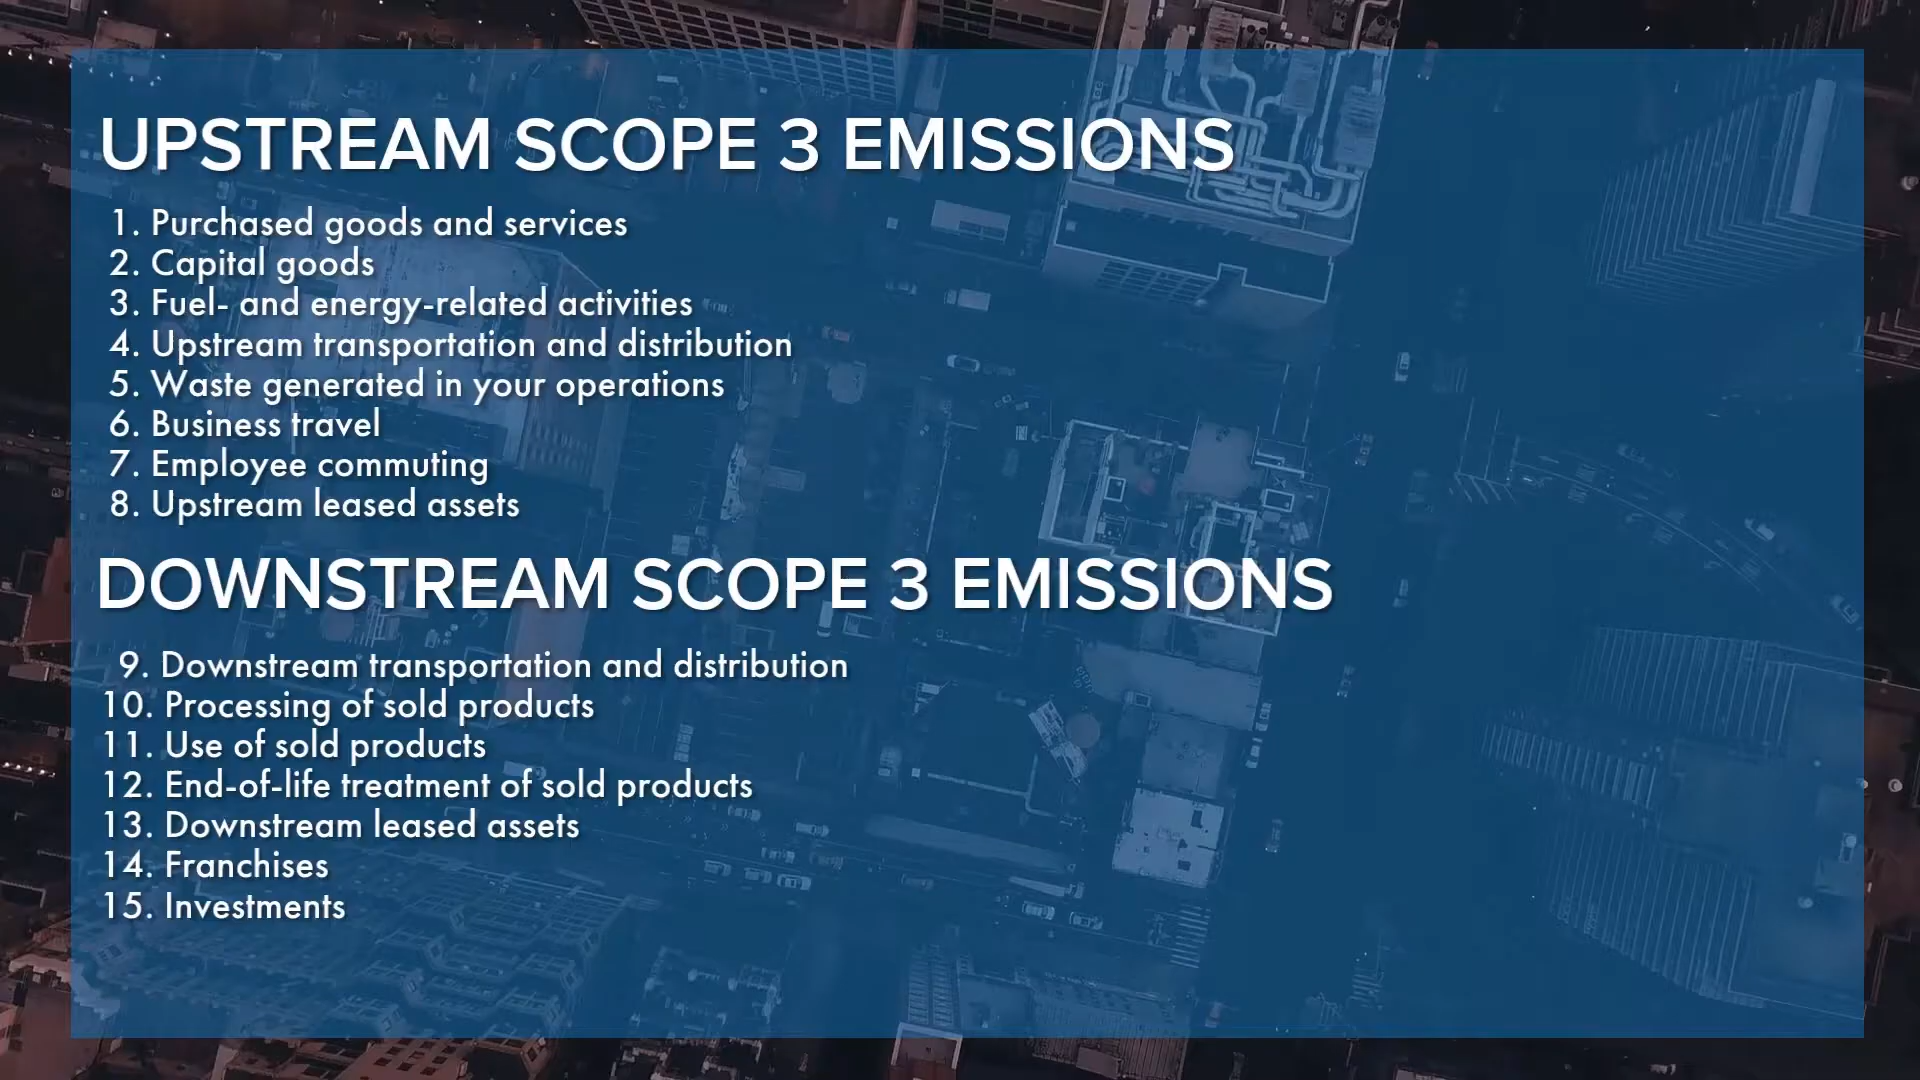 UPSTREAM SCOPE 3 EMISSIONS
1. Purchased goods and services
2. Capital goods
3. Fuel- and energy-related activities
4. Upstream transportation and distribution
5. Waste generated in your operations
6. Business travel
7. Employee commuting
8. Upstream leased assets
DOWNSTREAM SCOPE 3 EMISSIONS
9. Downstream transportation and distribution
10. Processing of sold products
11. Use of sold products
12. End-of-life treatment of sold products
13. Downstream leased assets
14. Franchises
15. Investments